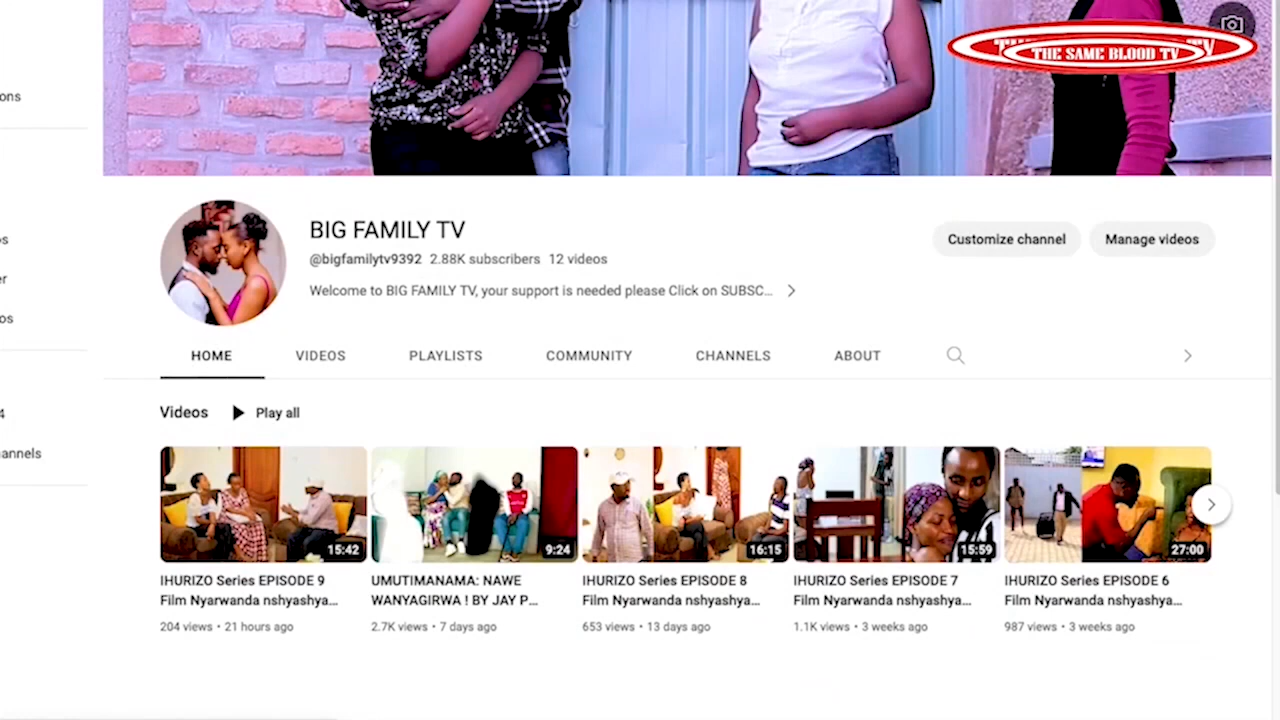 THE SAME BLOOD TV
ons
BIG FAMILY TV
Customize channel
Manage videos
@bigfamilytv9392 2.88K subscribers 12 videos
s
Welcome to BIG FAMILY TV, your support is needed please Click on SUBSC...
er
os
HOME
VIDEOS
PLAYLISTS
COMMUNITY
CHANNELS
ABOUT
4
Videos
Play all
annels
15:42
9:24
16:15
15:59
27:00
IHURIZO Series EPISODE 9
Film Nyarwanda nshyashya...
204 views • 21 hours ago
UMUTIMANAMA: NAWE
WANYAGIRWA ! BY JAY P...
2.7K views • 7 days ago
IHURIZO Series EPISODE 8
Film Nyarwanda nshyashya...
653 views • 13 days ago
IHURIZO Series EPISODE 7
Film Nyarwanda nshyashya...
1.1K views • 3 weeks ago
IHURIZO Series EPISODE 6
Film Nyarwanda nshyashya...
987 views • 3 weeks ago